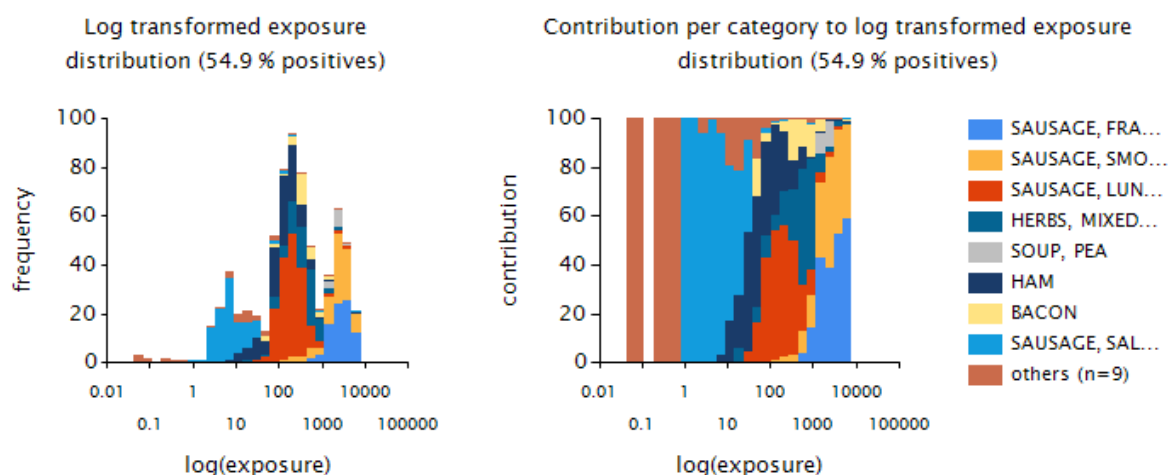 Log transformed exposure
distribution (54.9 % positives)
100
80
60
40
20
0
frequency
0.01
1
100
10000
0.1
10
1000
100000
log(exposure)
Contribution per category to log transformed exposure
distribution (54.9 % positives)
100
80
60
40
20
0
contribution
0.01
1
100
10000
0.1
10
1000
100000
log(exposure)
SAUSAGE, FRA...
SAUSAGE, SMO...
SAUSAGE, LUN...
HERBS, MIXED...
SOUP, PEA
HAM
BACON
SAUSAGE, SAL...
others (n=9)